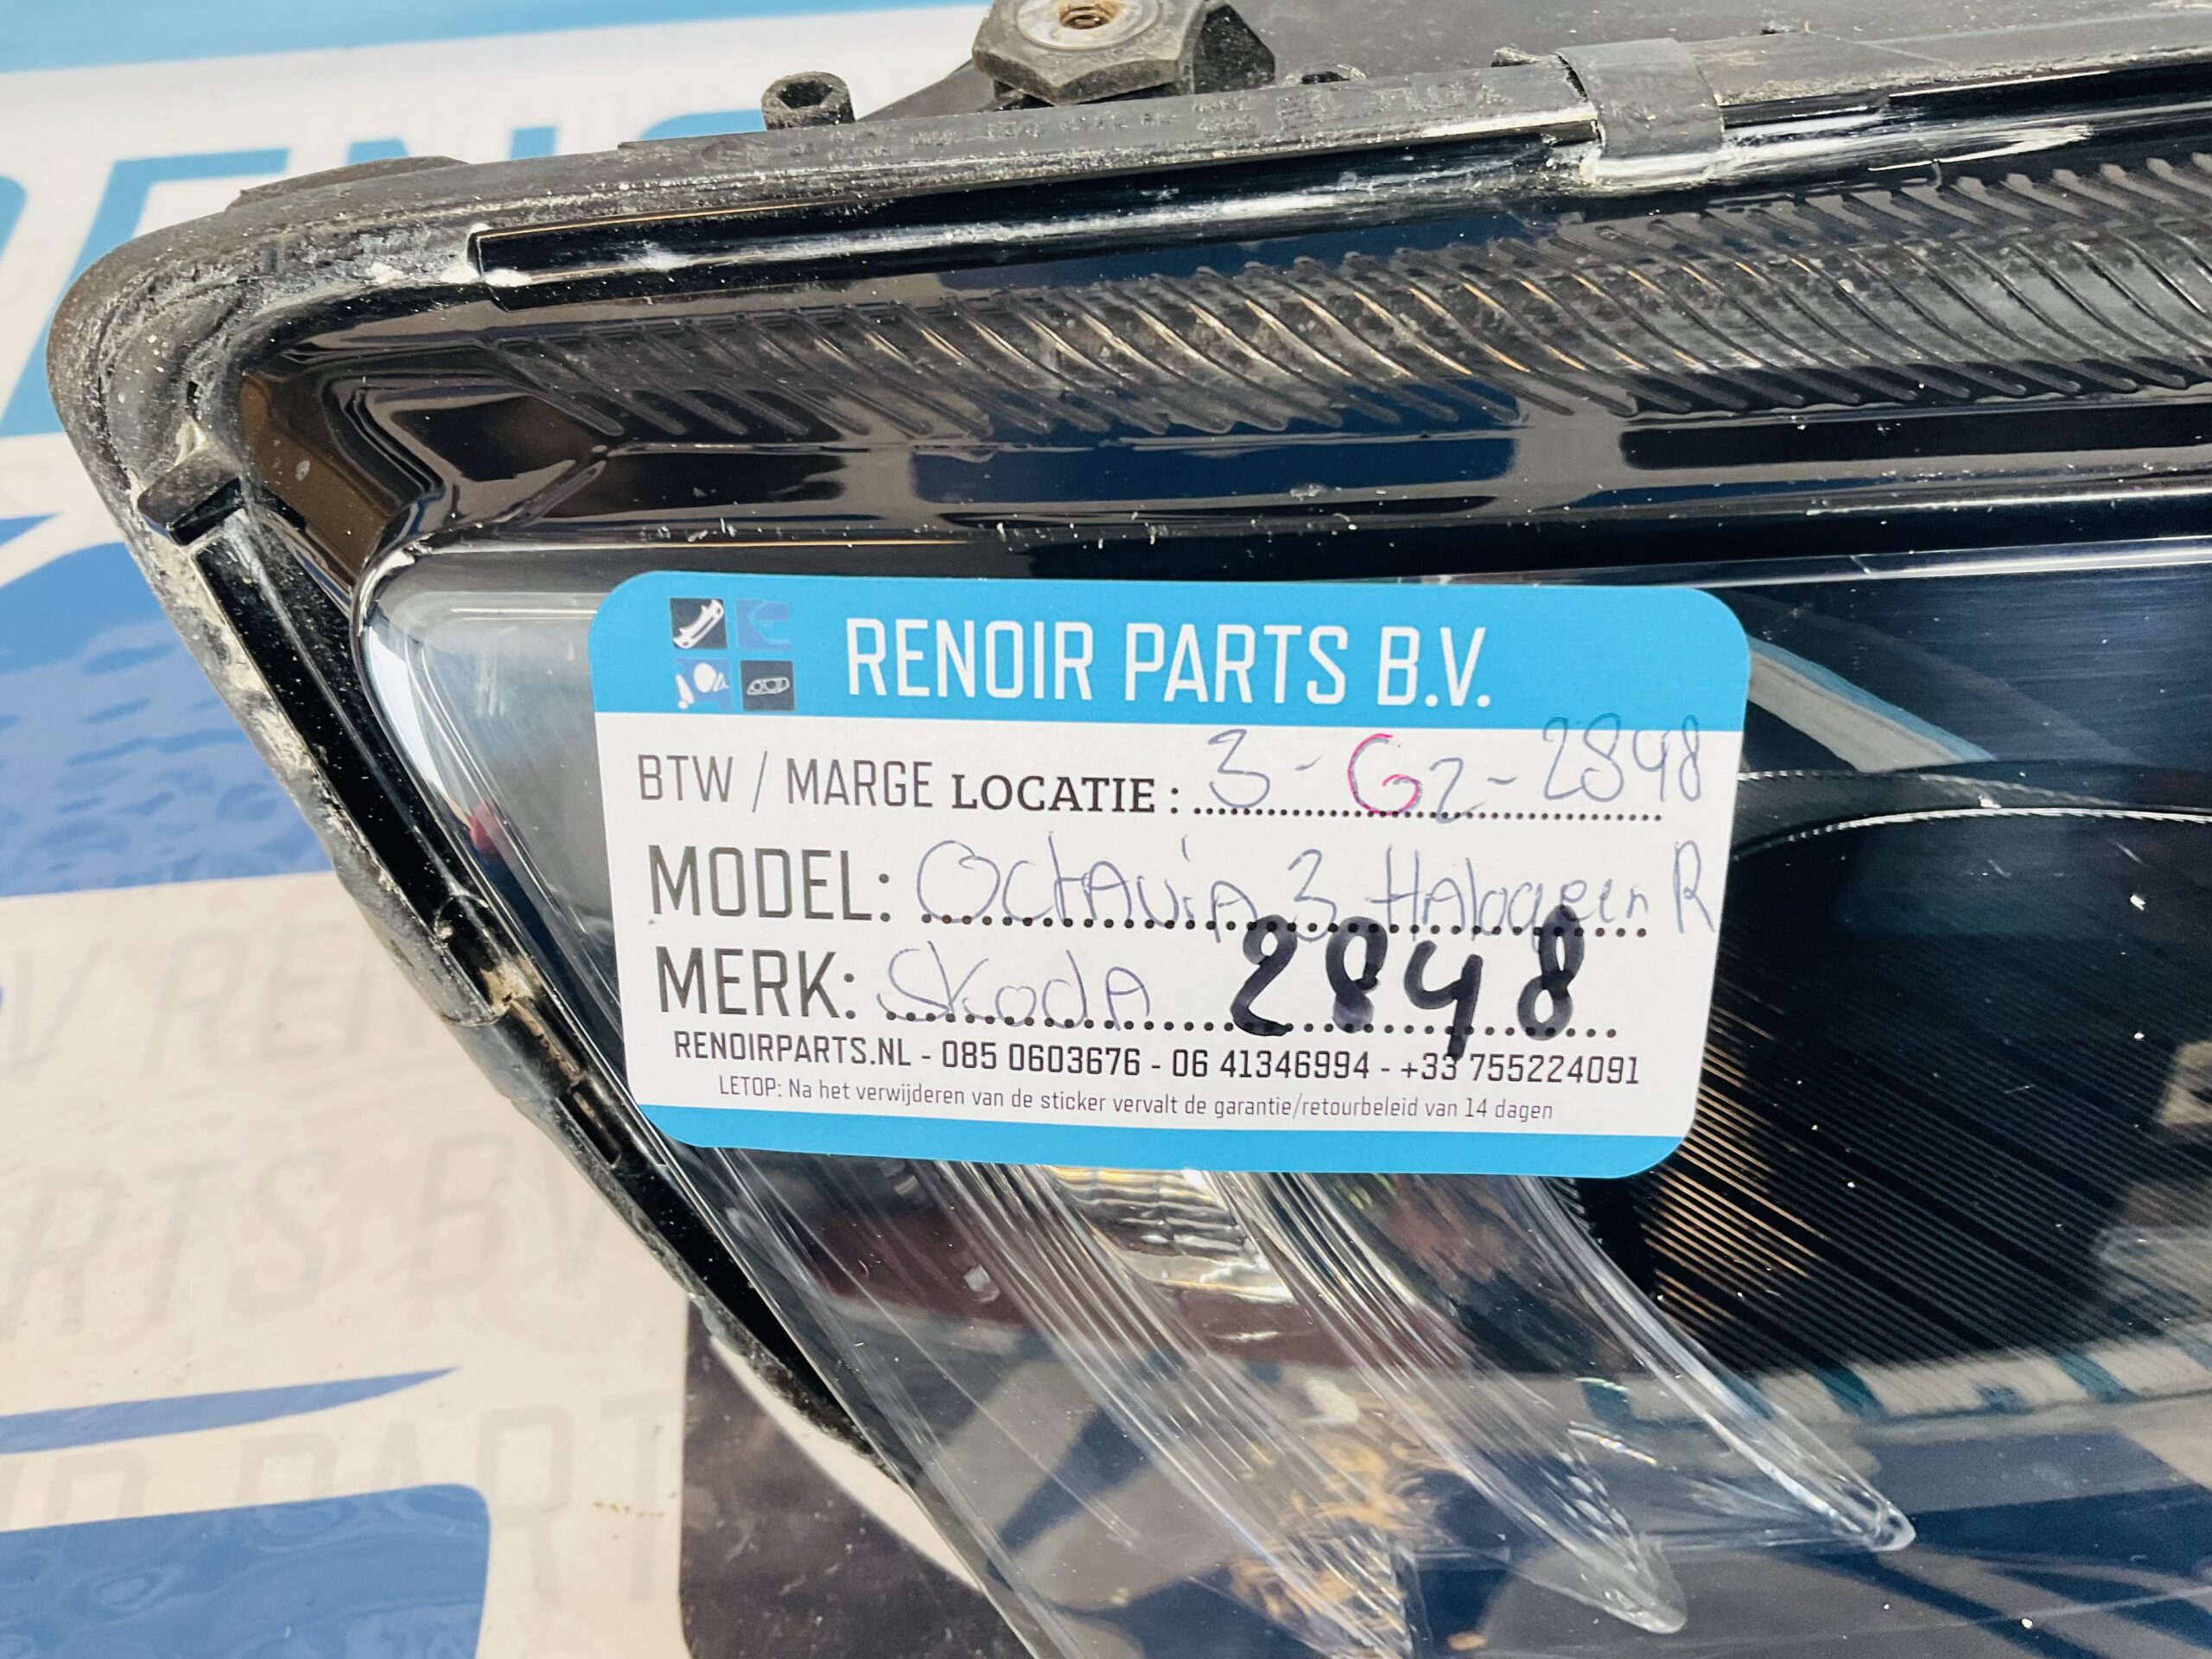 RENOIR PARTS B.V.
BTW / MARGE LOCATIE : 3 - G2 - 2848
MODEL: Octavia 3 Halogeen R
MERK: Skoda 2848
RENOIRPARTS.NL - 085 0603676 - 06 41346994 - +33 755224091
LETOP: Na het verwijderen van de sticker vervalt de garantie/retourbeleid van 14 dagen